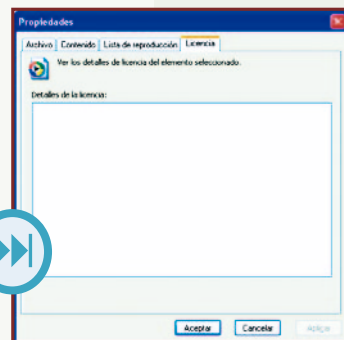 Propiedades
Archivo Contenido Lista de reproducción Licencia
Ver los detalles de licencia del elemento seleccionado.
Detalles de la licencia:
Aceptar Cancelar Aplicar